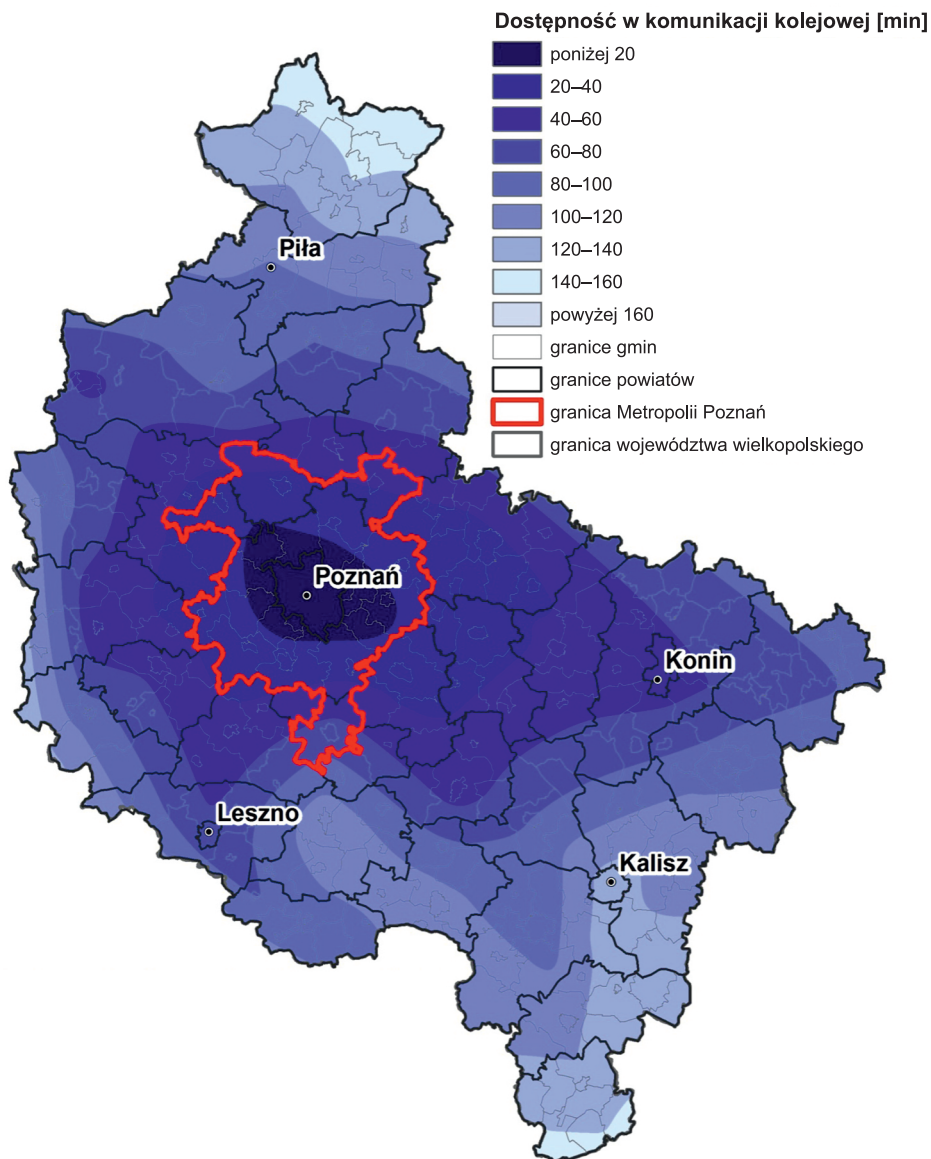 Dostępność w komunikacji kolejowej [min]
poniżej 20
20–40
40–60
60–80
80–100
100–120
120–140
140–160
powyżej 160
granice gmin
granice powiatów
granica Metropolii Poznań
granica województwa wielkopolskiego
Piła
Poznań
Konin
Leszno
Kalisz